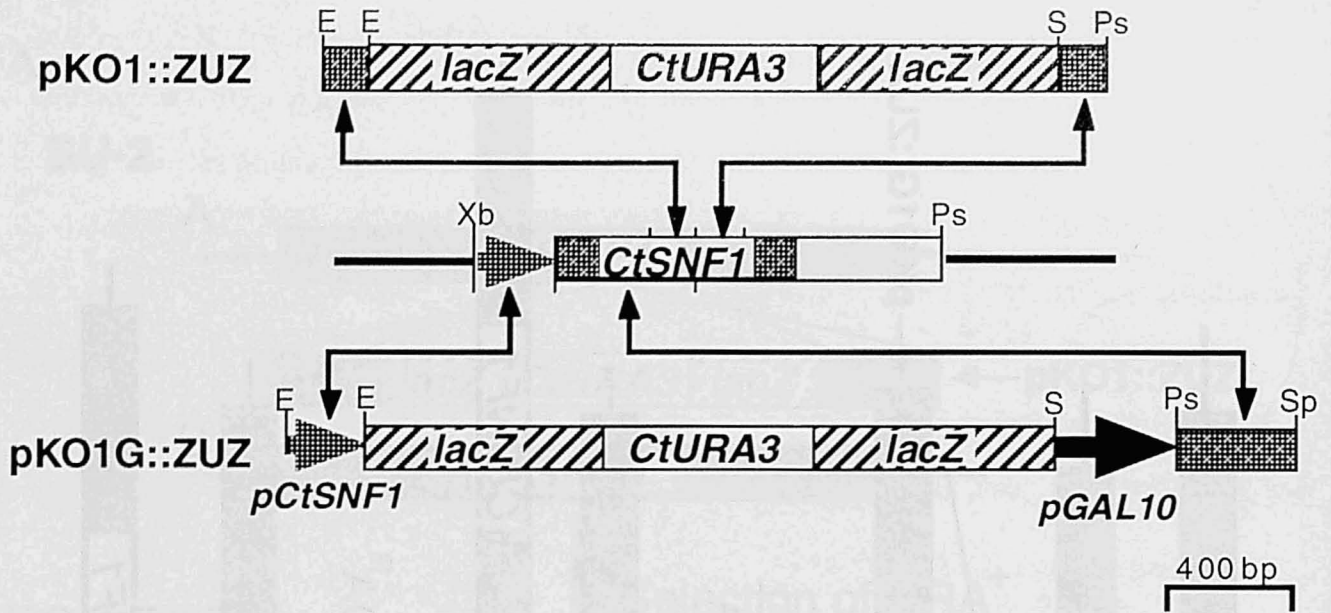 E E S Ps
pKO1::ZUZ lacZ CtURA3 lacZ
Xb Ps
CtSNF1
E E S Ps Sp
pKO1G::ZUZ lacZ CtURA3 lacZ
pCtSNF1 pGAL10
400 bp